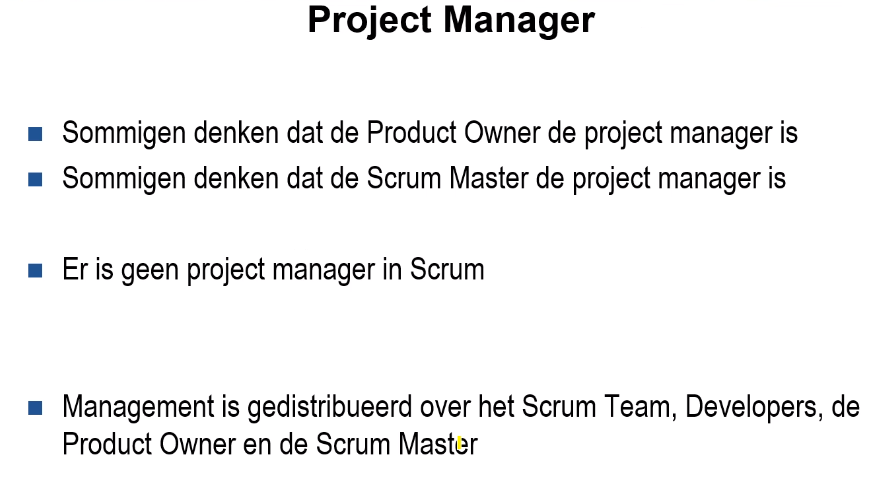 Project Manager
Sommigen denken dat de Product Owner de project manager is
Sommigen denken dat de Scrum Master de project manager is
Er is geen project manager in Scrum
Management is gedistribueerd over het Scrum Team, Developers, de
Product Owner en de Scrum Master